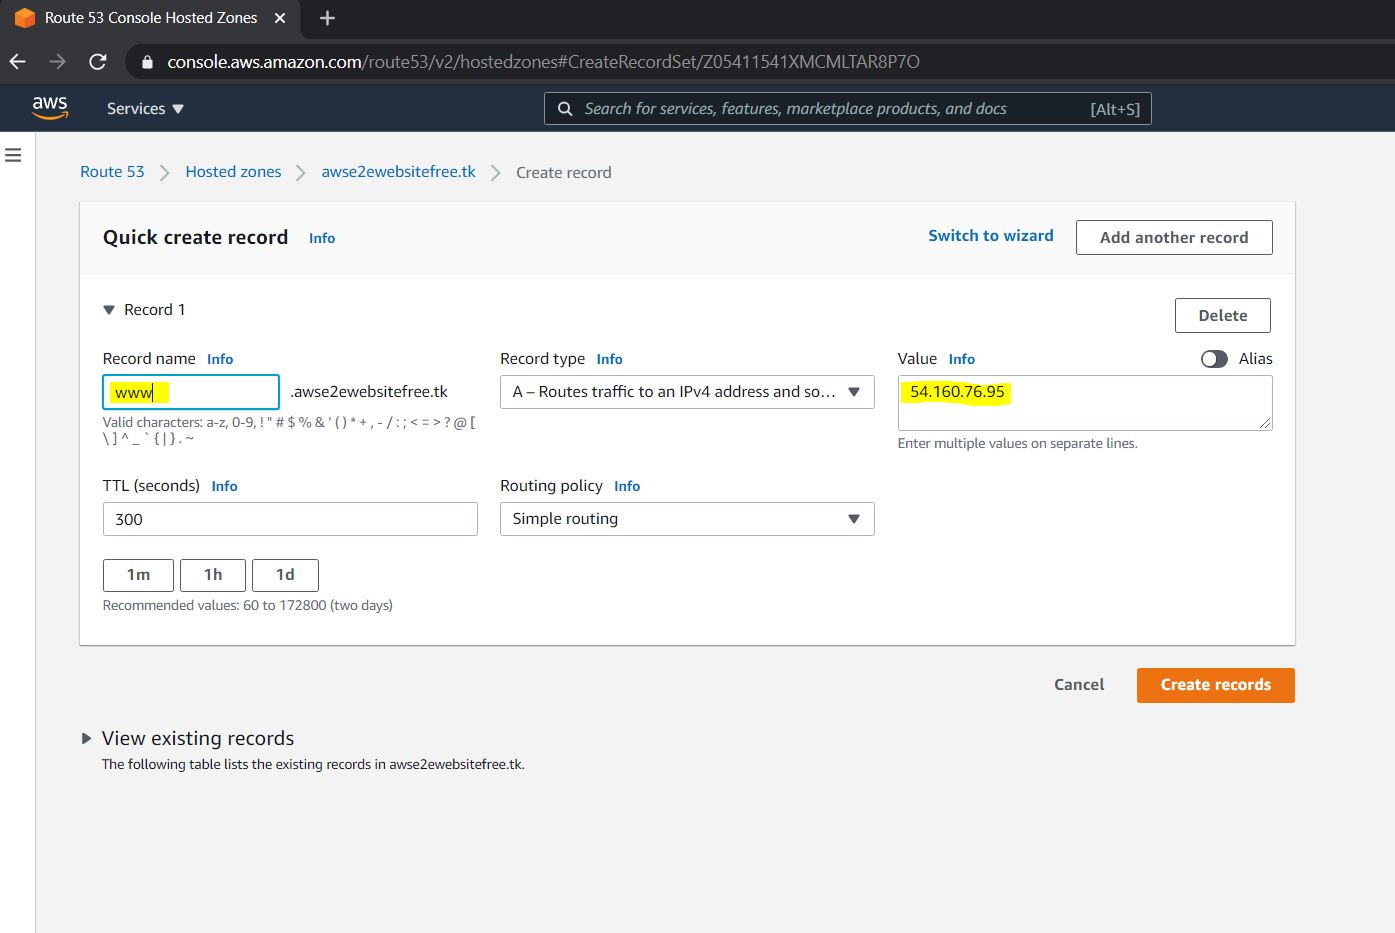 Route 53 Console Hosted Zones
console.aws.amazon.com/route53/v2/hostedzones#CreateRecordSet/Z05411541XMCMLTAR8P7O
aws
Services
Search for services, features, marketplace products, and docs [Alt+S]
Route 53 Hosted zones awse2ewebsitefree.tk Create record
Quick create record Info Switch to wizard Add another record
Record 1
Delete
Record name Info Record type Info Value Info Alias
www .awse2ewebsitefree.tk A – Routes traffic to an IPv4 address and so... 54.160.76.95
Valid characters: a-z, 0-9, ! " # $ % & ' ( ) * + , - / : ; < = > ? @ [
\ ] ^ _ ` { | } . ~
Enter multiple values on separate lines.
TTL (seconds) Info Routing policy Info
300 Simple routing
1m 1h 1d
Recommended values: 60 to 172800 (two days)
Cancel Create records
View existing records
The following table lists the existing records in awse2ewebsitefree.tk.